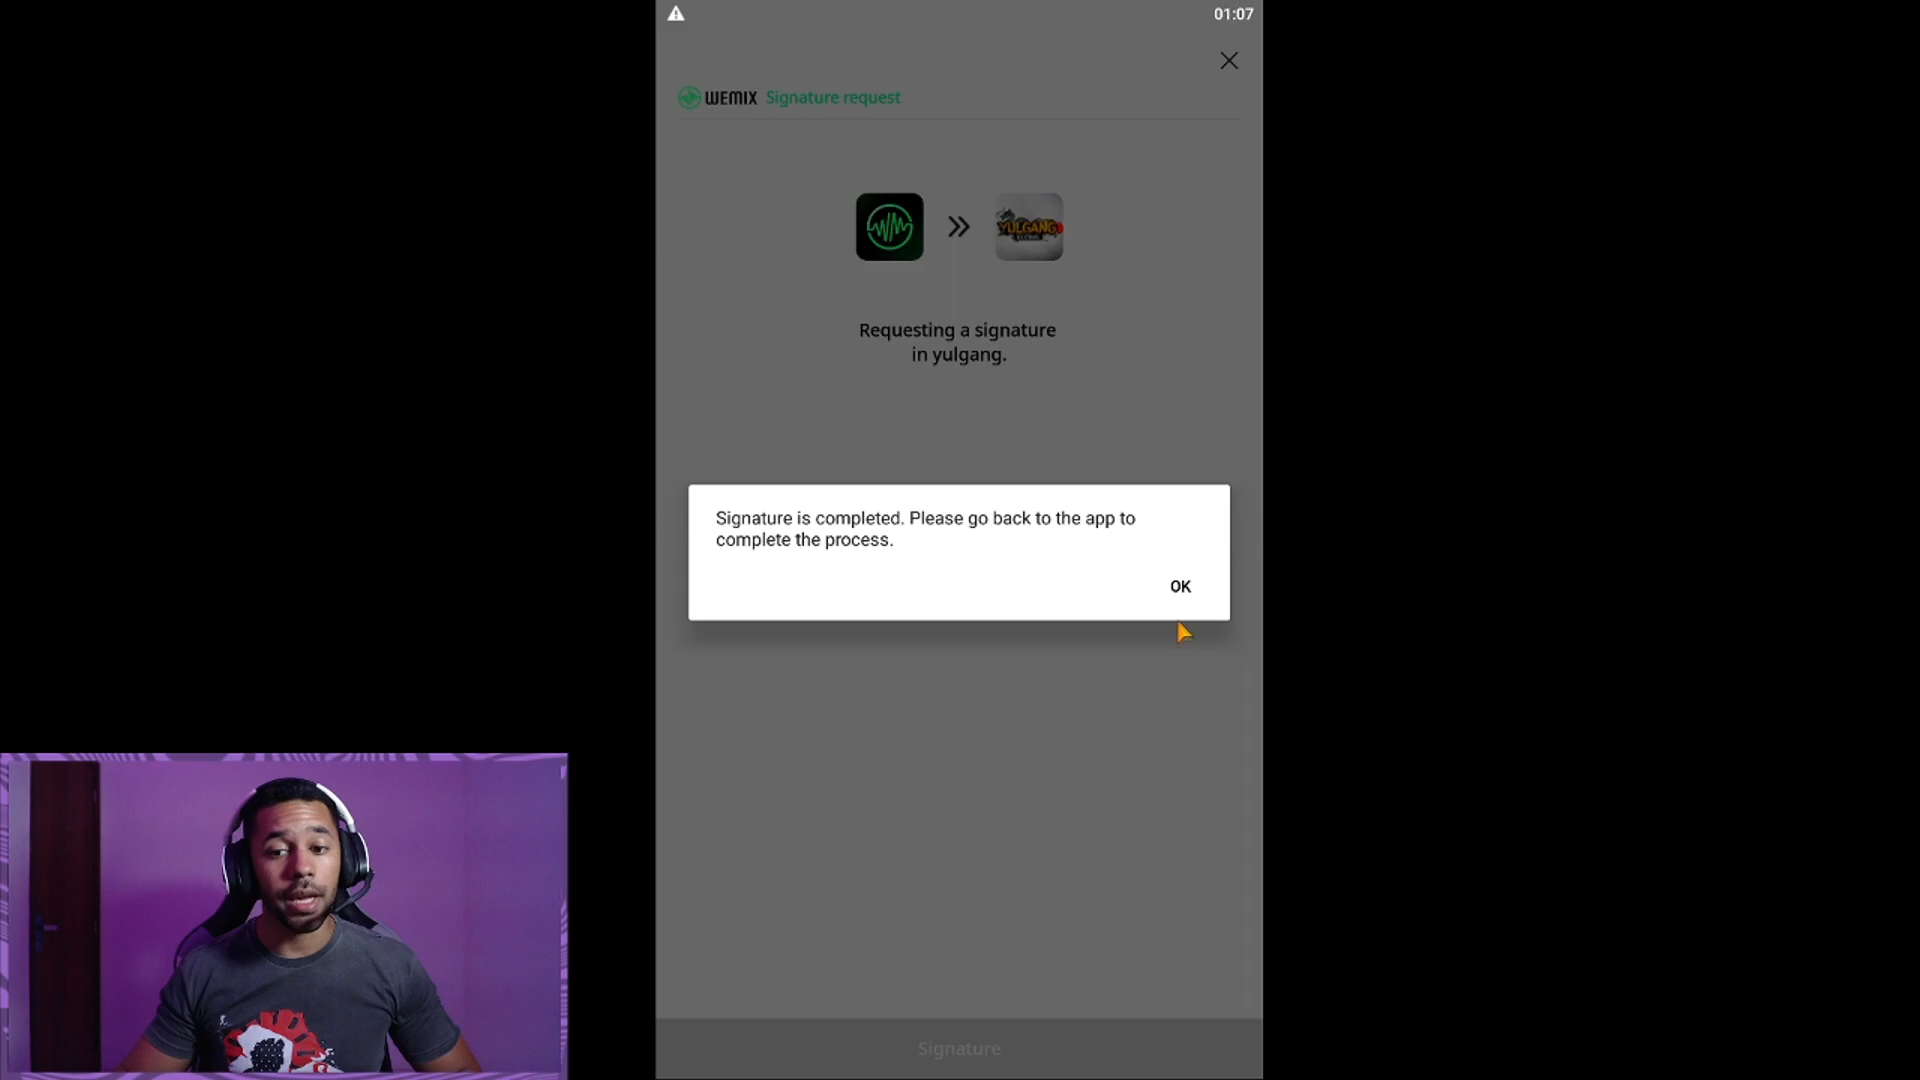 01:07
WEMIX Signature request
YULGANG
Requesting a signature
in yulgang.
Signature is completed. Please go back to the app to
complete the process.
OK
Signature